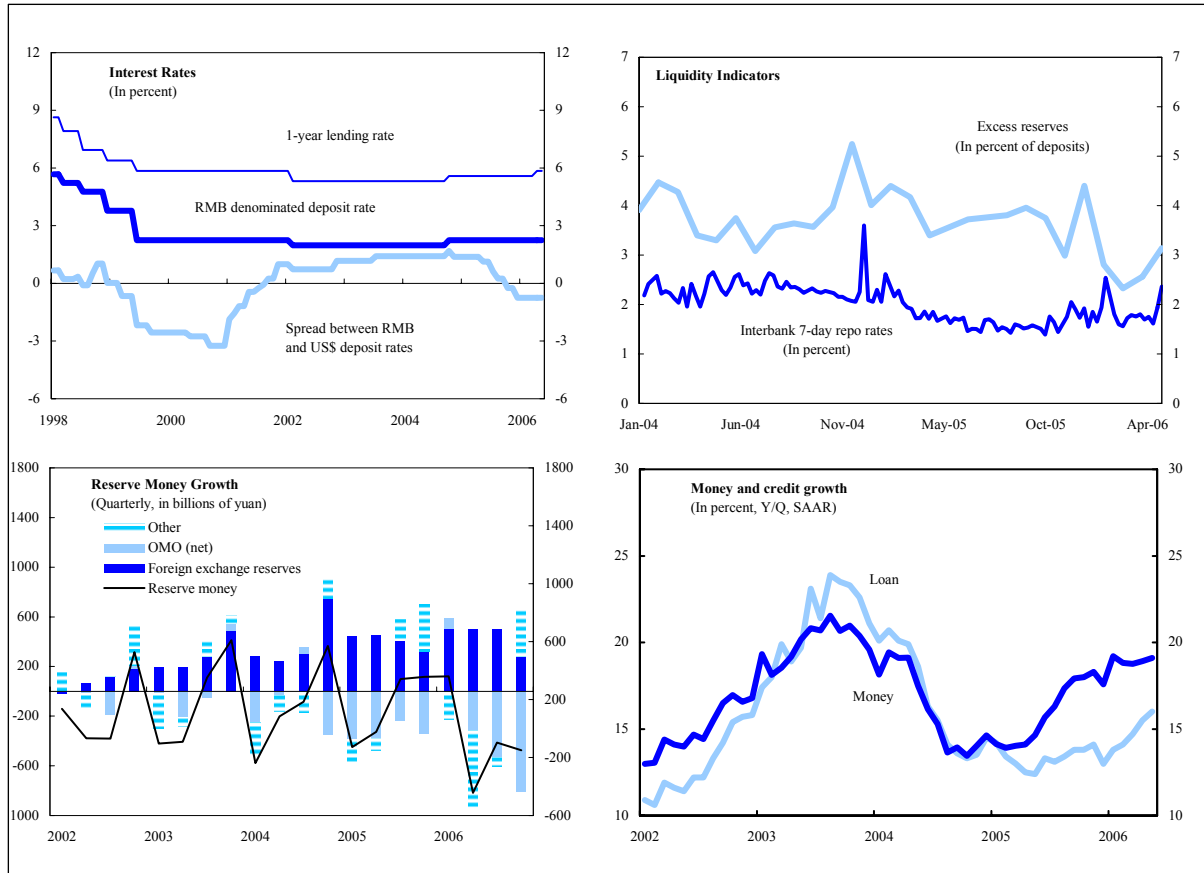 Interest Rates
(In percent)
12
9
6
3
0
-3
-6
12
9
6
3
0
-3
-6
1-year lending rate
RMB denominated deposit rate
Spread between RMB
and US$ deposit rates
1998
2000
2002
2004
2006
Liquidity Indicators
7
6
5
4
3
2
1
0
7
6
5
4
3
2
1
0
Excess reserves
(In percent of deposits)
Interbank 7-day repo rates
(In percent)
Jan-04
Jun-04
Nov-04
May-05
Oct-05
Apr-06
Reserve Money Growth
(Quarterly, in billions of yuan)
Other
OMO (net)
Foreign exchange reserves
Reserve money
1800
1400
1000
600
200
-200
-600
1000
1800
1400
1000
600
200
-200
-600
2002
2003
2004
2005
2006
Money and credit growth
(In percent, Y/Q, SAAR)
30
25
20
15
10
30
25
20
15
10
Loan
Money
2002
2003
2004
2005
2006